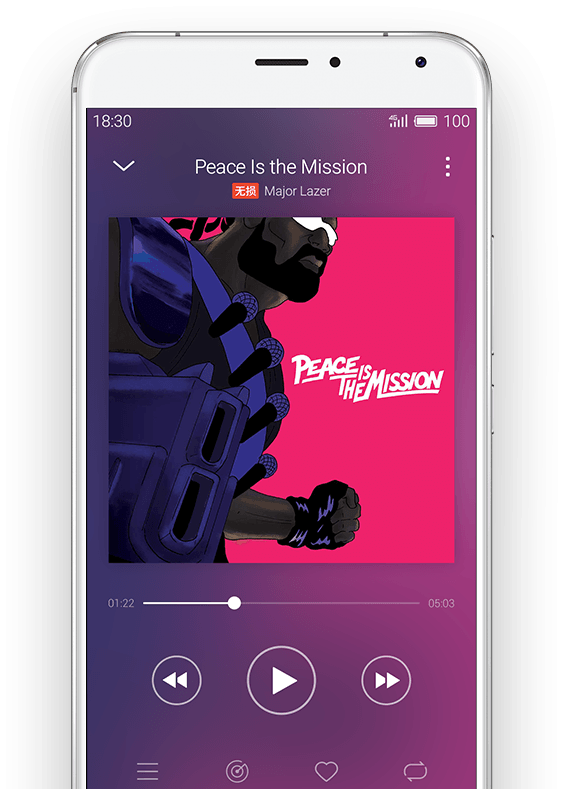 18:30
4G
100
Peace Is the Mission
无损 Major Lazer
PEACE IS
THE MISSION
01:22
05:03